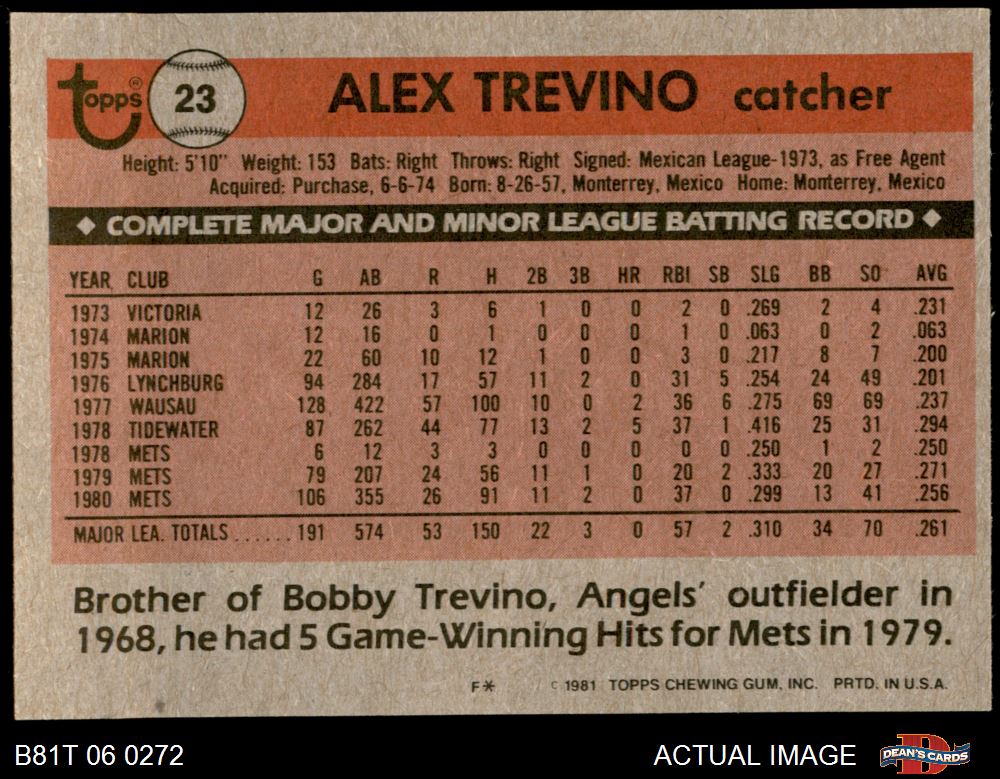 Topps® 23 ALEX TREVINO catcher
Height: 5'10" Weight: 153 Bats: Right Throws: Right Signed: Mexican League-1973, as Free Agent
Acquired: Purchase, 6-6-74 Born: 8-26-57, Monterrey, Mexico Home: Monterrey, Mexico
◆ COMPLETE MAJOR AND MINOR LEAGUE BATTING RECORD ◆
YEAR CLUB G AB R H 2B 3B HR RBI SB SLG BB SO AVG
1973 VICTORIA 12 26 3 6 1 0 0 2 0 .269 2 4 .231
1974 MARION 12 16 0 1 0 0 0 1 0 .063 0 2 .063
1975 MARION 22 60 10 12 1 0 0 3 0 .217 8 7 .200
1976 LYNCHBURG 94 284 17 57 11 2 0 31 5 .254 24 49 .201
1977 WAUSAU 128 422 57 100 10 0 2 36 6 .275 69 69 .237
1978 TIDEWATER 87 262 44 77 13 2 5 37 1 .416 25 31 .294
1978 METS 6 12 3 3 0 0 0 0 0 .250 1 2 .250
1979 METS 79 207 24 56 11 1 0 20 2 .333 20 27 .271
1980 METS 106 355 26 91 11 2 0 37 0 .299 13 41 .256
MAJOR LEA. TOTALS ...... 191 574 53 150 22 3 0 57 2 .310 34 70 .261
Brother of Bobby Trevino, Angels' outfielder in
1968, he had 5 Game-Winning Hits for Mets in 1979.
F* © 1981 TOPPS CHEWING GUM, INC. PRTD. IN U.S.A.
B81T 06 0272 ACTUAL IMAGE DEAN'S CARDS